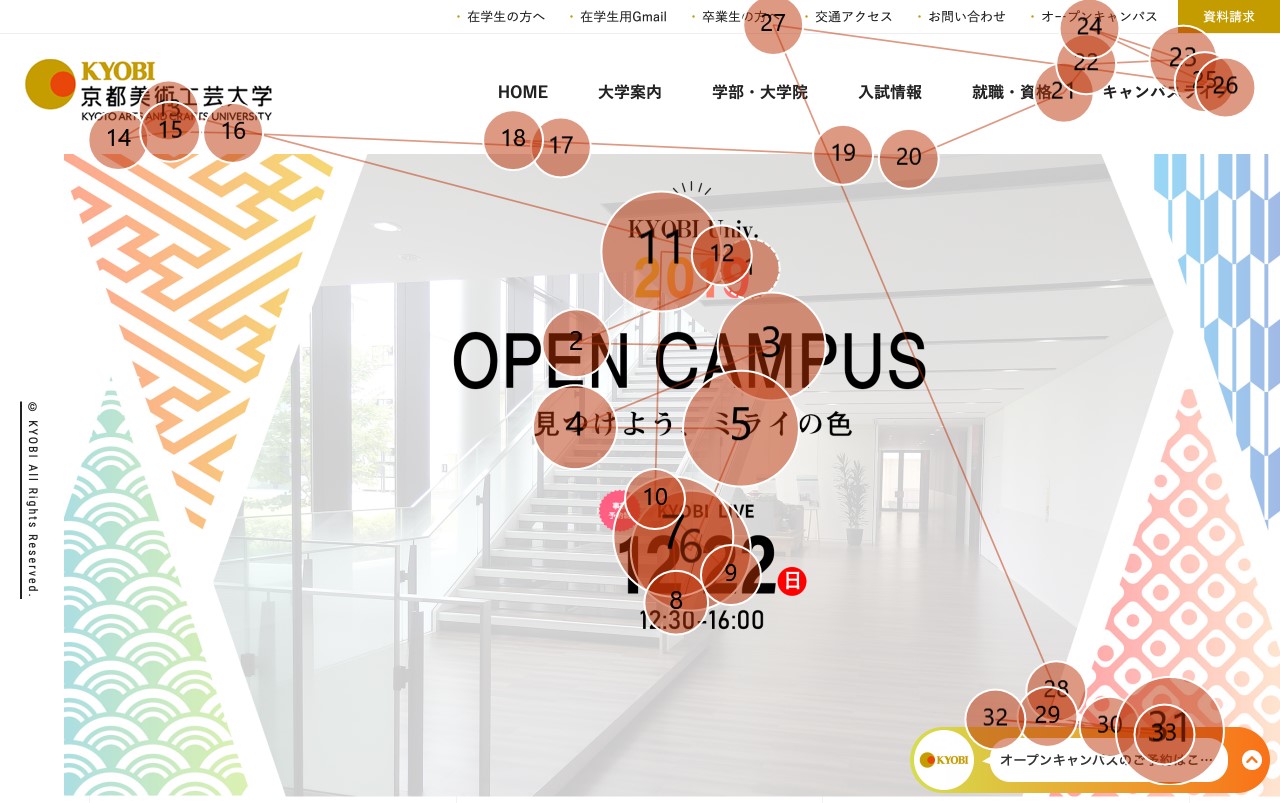 在学生の方へ
在学生用Gmail
卒業生の方へ
交通アクセス
お問い合わせ
オープンキャンパス
資料請求
KYOBI
京都美術工芸大学
KYOTO ARTS AND CRAFTS UNIVERSITY
HOME
大学案内
学部・大学院
入試情報
就職・資格
キャンパスライフ
KYOBI Univ.
2019
OPEN CAMPUS
見つけよう、ミライの色
KYOBI LIVE
日
12:30-16:00
© KYOBI All Rights Reserved.
KYOBI
オープンキャンパスのご予約はこ…
14
15
16
18
17
19
20
21
22
23
24
25
26
27
11
12
2
3
4
5
10
7
6
9
8
28
29
30
31
32
33